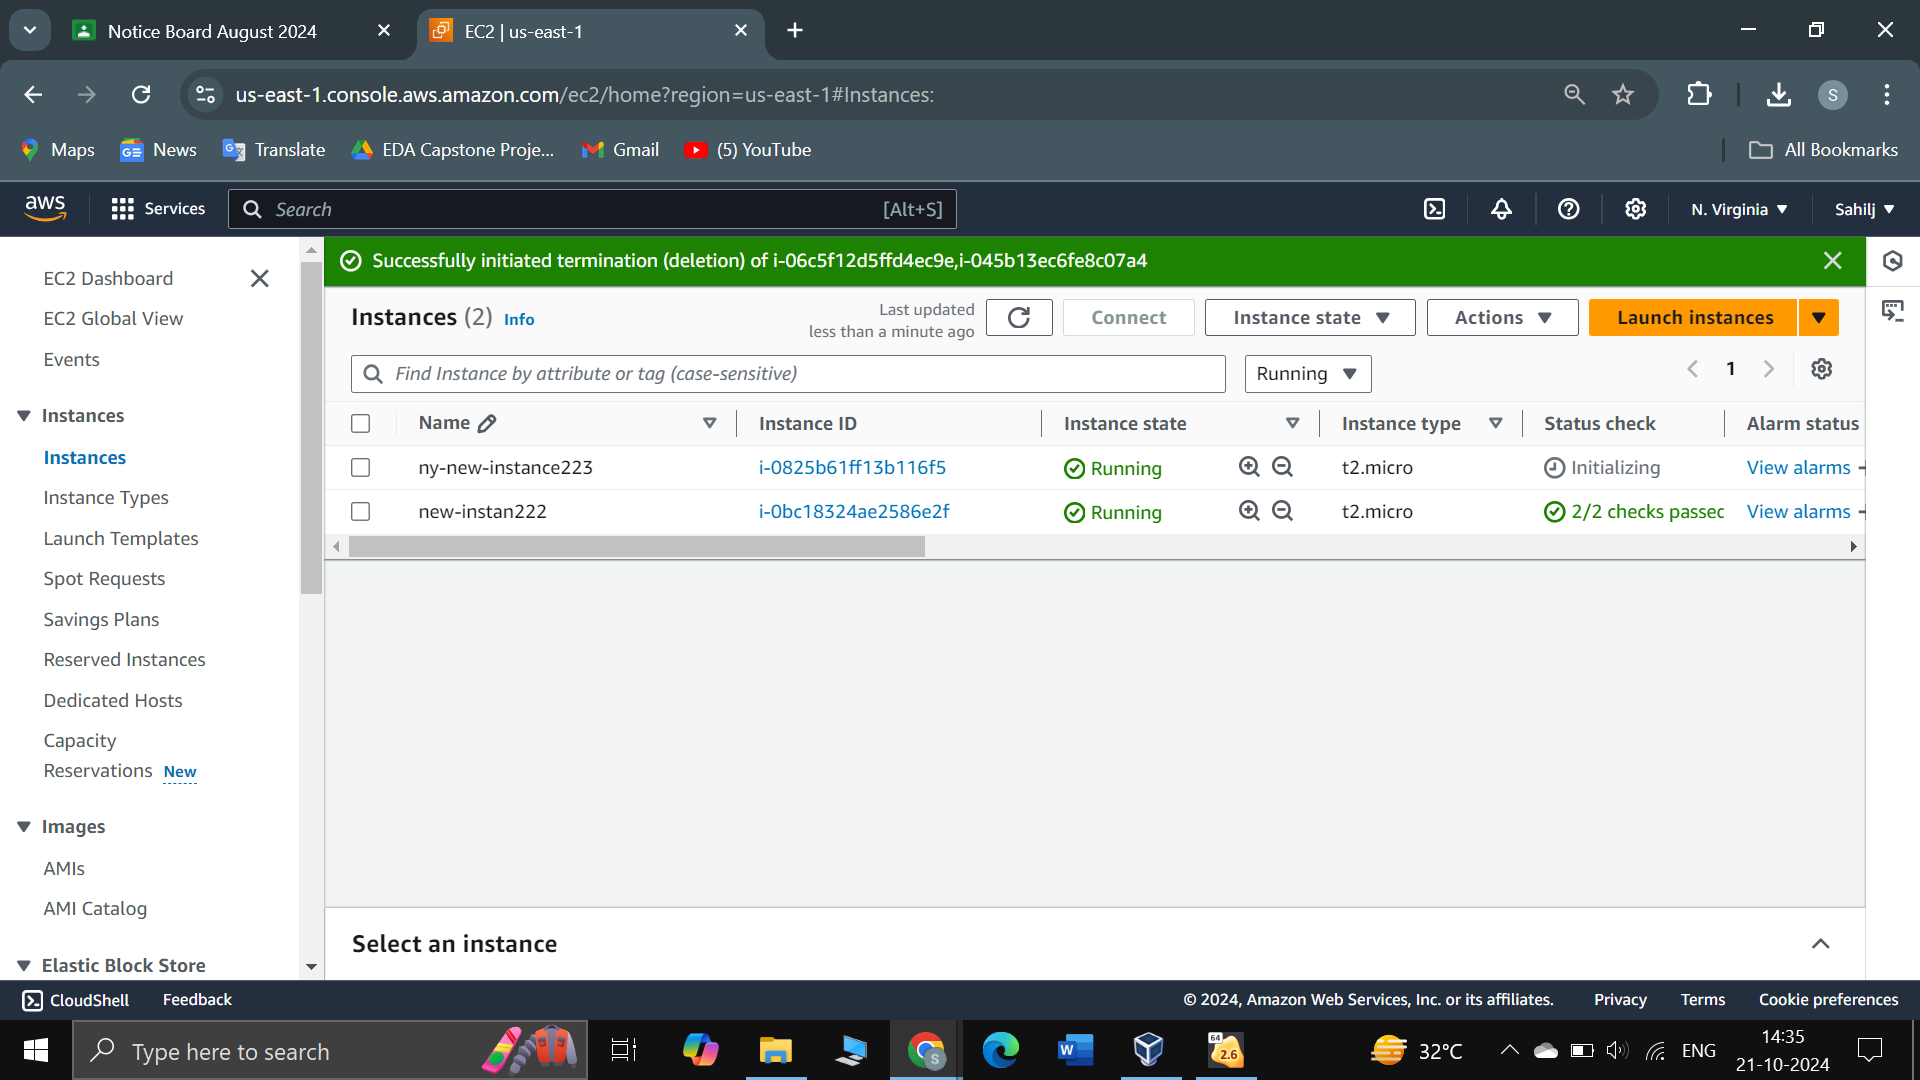 Notice Board August 2024
EC2 | us-east-1
us-east-1.console.aws.amazon.com/ec2/home?region=us-east-1#Instances:
S
Maps
News
Translate
EDA Capstone Proje...
Gmail
(5) YouTube
All Bookmarks
aws
Services
Search
[Alt+S]
N. Virginia
Sahilj
EC2 Dashboard
EC2 Global View
Events
Instances
Instances
Instance Types
Launch Templates
Spot Requests
Savings Plans
Reserved Instances
Dedicated Hosts
Capacity
Reservations New
Images
AMIs
AMI Catalog
Elastic Block Store
Successfully initiated termination (deletion) of i-06c5f12d5ffd4ec9e,i-045b13ec6fe8c07a4
Instances (2) Info
Last updated
less than a minute ago
Connect
Instance state
Actions
Launch instances
Find Instance by attribute or tag (case-sensitive)
Running
1
Name Instance ID Instance state Instance type Status check Alarm status
ny-new-instance223 i-0825b61ff13b116f5 Running t2.micro Initializing View alarms
new-instan222 i-0bc18324ae2586e2f Running t2.micro 2/2 checks passec View alarms
Select an instance
CloudShell
Feedback
© 2024, Amazon Web Services, Inc. or its affiliates.
Privacy
Terms
Cookie preferences
Type here to search
S
W
64
2.6
32°C
ENG
14:35
21-10-2024